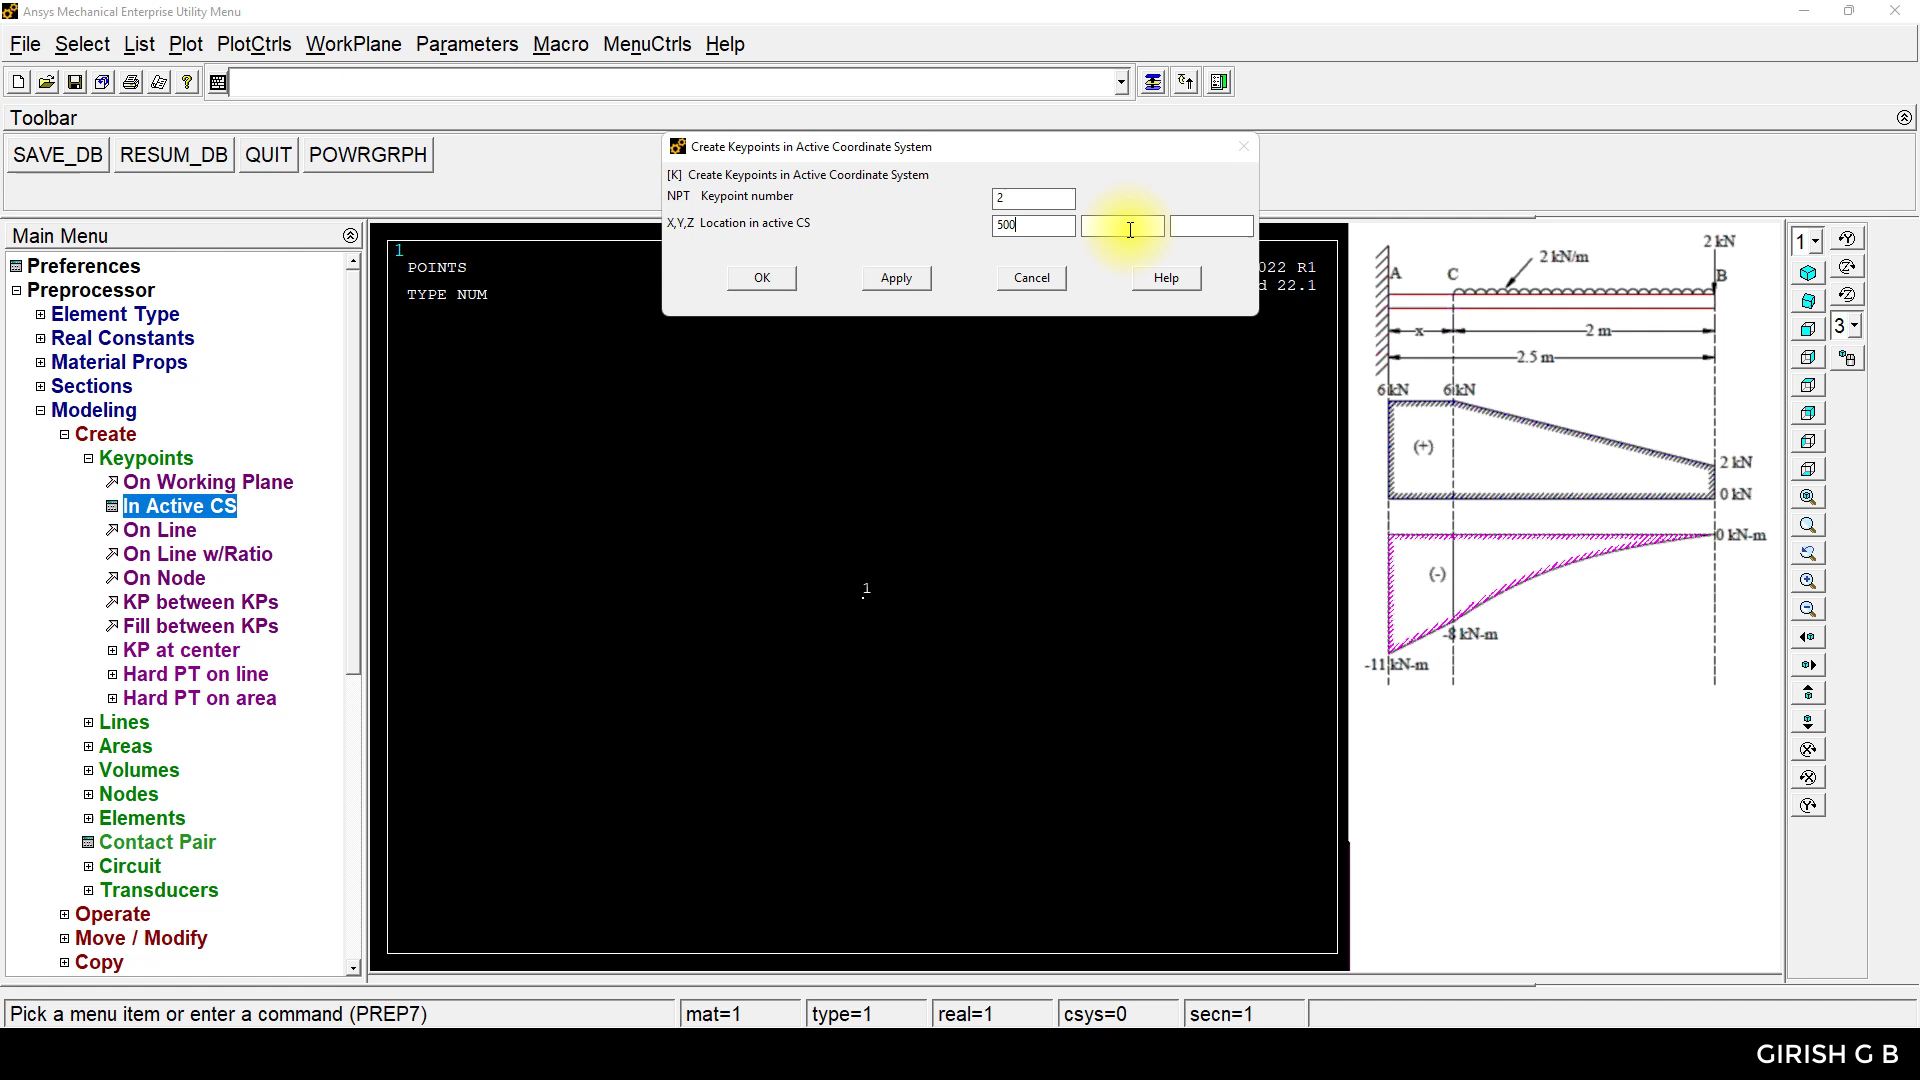 Ansys Mechanical Enterprise Utility Menu
File Select List Plot PlotCtrls WorkPlane Parameters Macro MenuCtrls Help
Toolbar
SAVE_DB RESUM_DB QUIT POWRGRPH
Create Keypoints in Active Coordinate System
[K] Create Keypoints in Active Coordinate System
NPT Keypoint number 2
X,Y,Z Location in active CS 500
OK Apply Cancel Help
Main Menu
Preferences
Preprocessor
Element Type
Real Constants
Material Props
Sections
Modeling
Create
Keypoints
On Working Plane
In Active CS
On Line
On Line w/Ratio
On Node
KP between KPs
Fill between KPs
KP at center
Hard PT on line
Hard PT on area
Lines
Areas
Volumes
Nodes
Elements
Contact Pair
Circuit
Transducers
Operate
Move / Modify
Copy
1
POINTS
TYPE NUM
022 R1
d 22.1
1
2 kN
2 kN/m
A C B
x 2 m
2.5 m
6 kN 6 kN
(+)
2 kN
0 kN
0 kN-m
(-)
-8 kN-m
-11 kN-m
1
3
Pick a menu item or enter a command (PREP7) mat=1 type=1 real=1 csys=0 secn=1
GIRISH G B